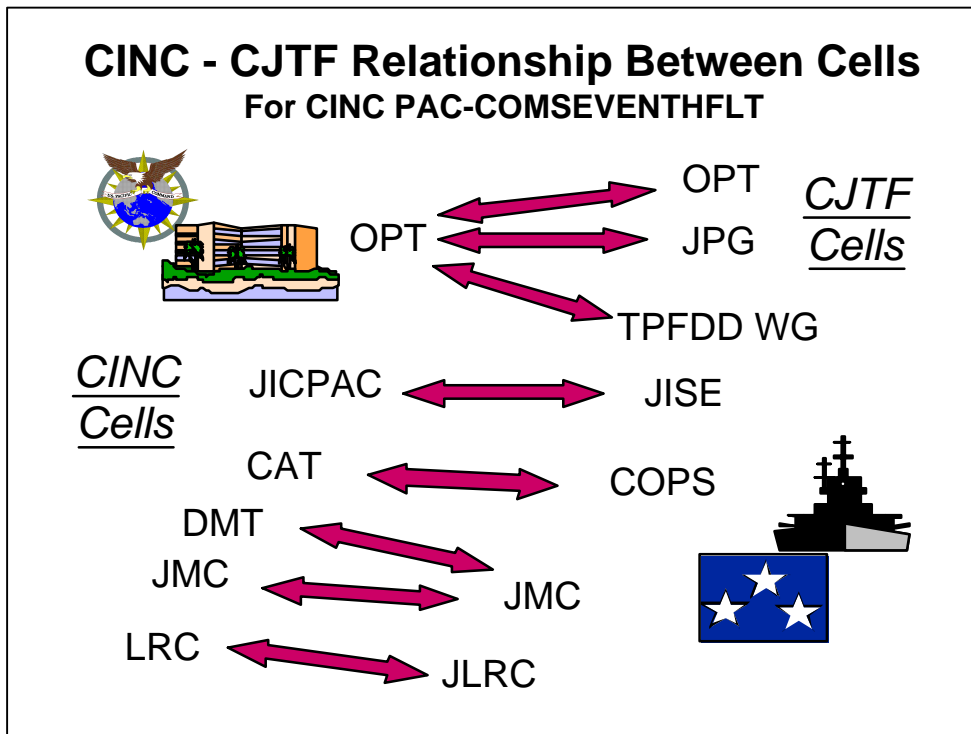 CINC - CJTF Relationship Between Cells
For CINC PAC-COMSEVENTHFLT
OPT
OPT
JPG
TPFDD WG
CJTF
Cells
CINC
Cells
JICPAC
JISE
CAT
COPS
DMT
JMC
JMC
LRC
JLRC